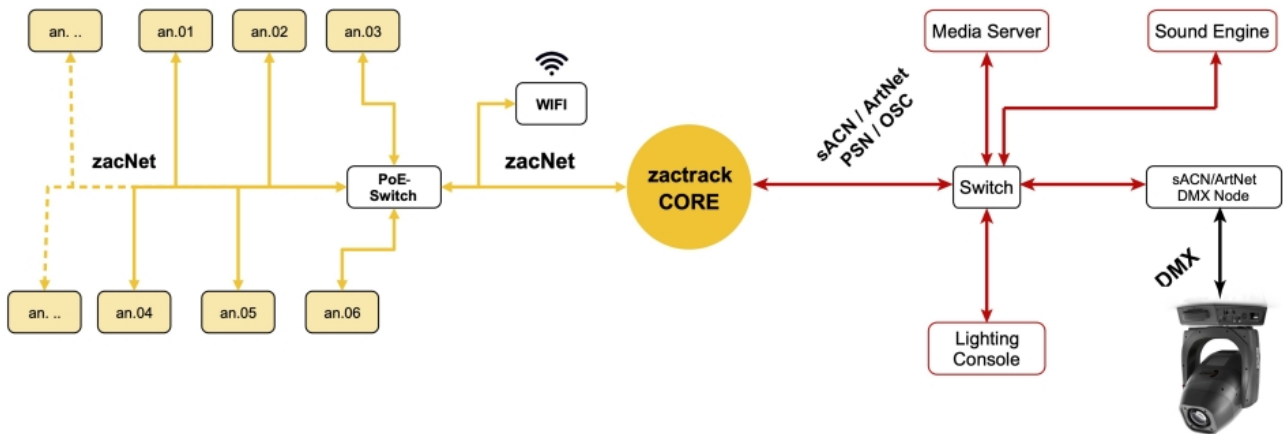 an. ..
an.01
an.02
an.03
Media Server
Sound Engine
WIFI
sACN / ArtNet
PSN / OSC
zacNet
zacNet
PoE-
Switch
zactrack
CORE
Switch
sACN/ArtNet
DMX Node
DMX
an. ..
an.04
an.05
an.06
Lighting
Console